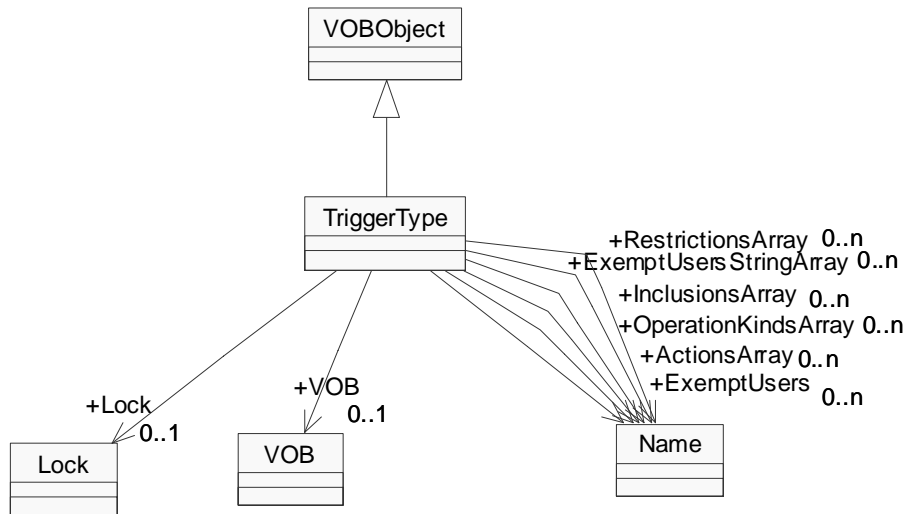 VOBObject
TriggerType
+RestrictionsArray 0..n
+ExemptUsersStringArray 0..n
+InclusionsArray 0..n
+OperationKindsArray 0..n
+ActionsArray 0..n
+ExemptUsers 0..n
+VOB 0..1
+Lock 0..1
Lock
VOB
Name